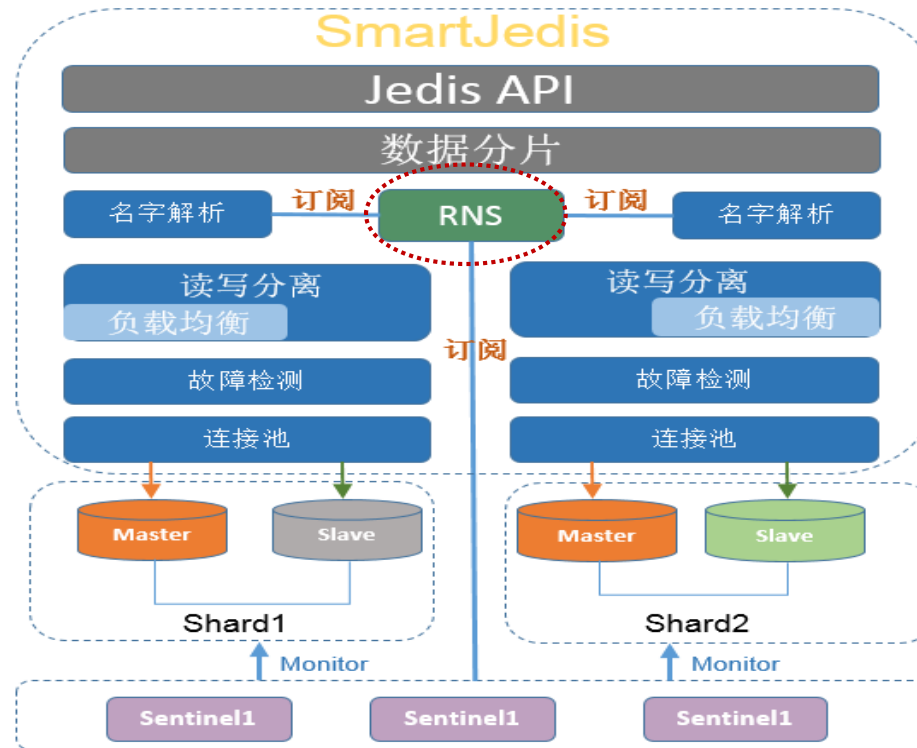 SmartJedis
Jedis API
数据分片
名字解析
订阅
RNS
订阅
名字解析
读写分离
负载均衡
读写分离
负载均衡
订阅
故障检测
故障检测
连接池
连接池
Master
Slave
Master
Slave
Shard1
Shard2
Monitor
Monitor
Sentinel1
Sentinel1
Sentinel1